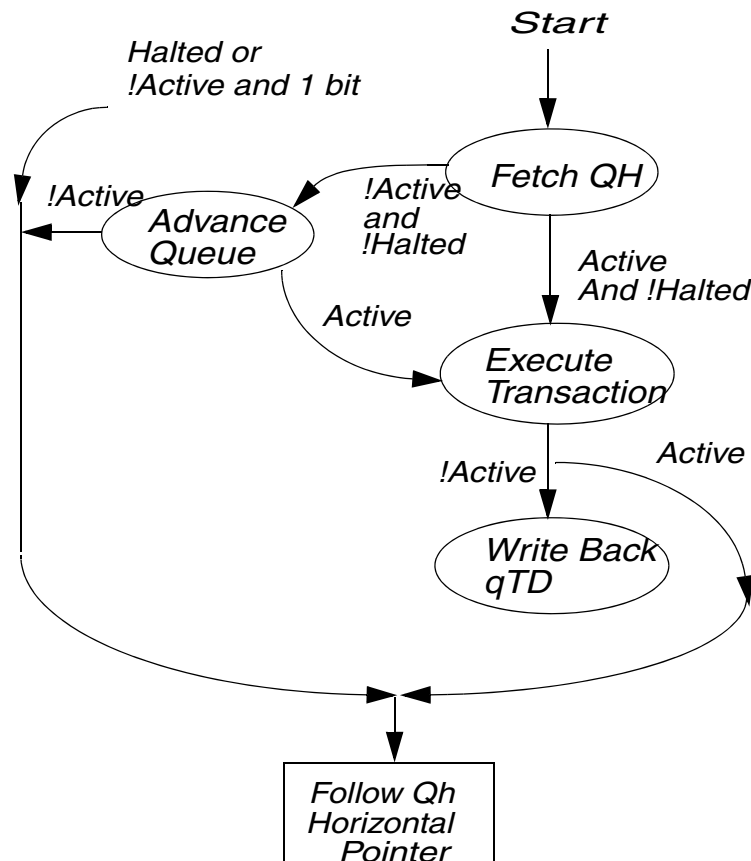 Start
Halted or
!Active and 1 bit
Fetch QH
!Active
and
!Halted
!Active
Advance
Queue
Active
And !Halted
Active
Execute
Transaction
!Active
Active
Write Back
qTD
Follow Qh
Horizontal
Pointer